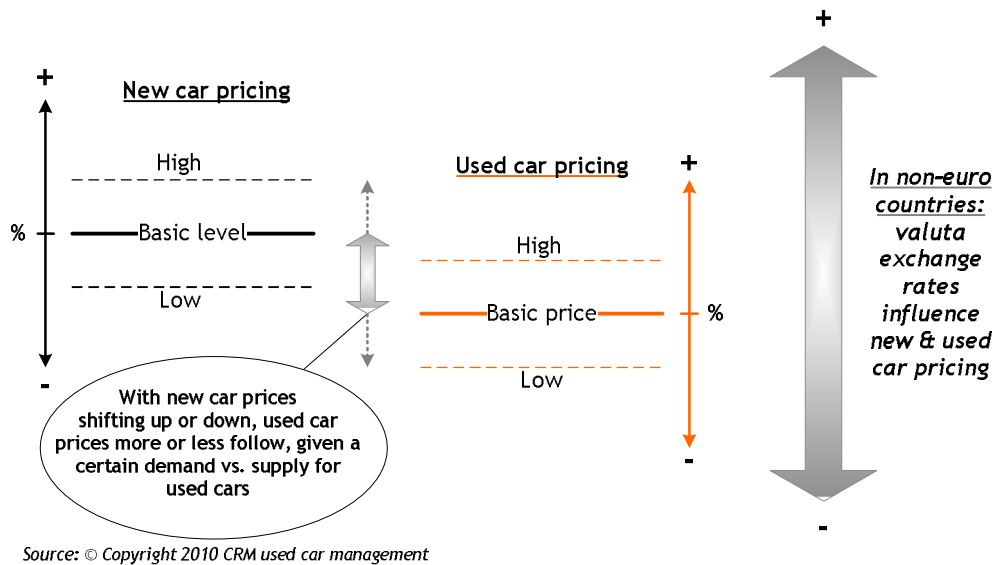 +
+
New car pricing
High
%
Basic level
Low
-
Used car pricing
+
High
Basic price
%
Low
-
In non-euro
countries:
valuta
exchange
rates
influence
new & used
car pricing
-
With new car prices
shifting up or down, used car
prices more or less follow, given a
certain demand vs. supply for
used cars
Source: © Copyright 2010 CRM used car management